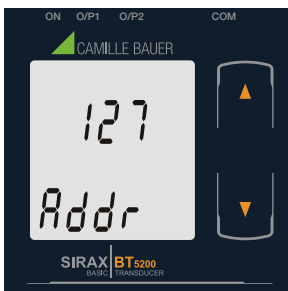 ON O/P1 O/P2 COM
CAMILLE BAUER
127
Addr
SIRAX BT5200
BASIC TRANSDUCER